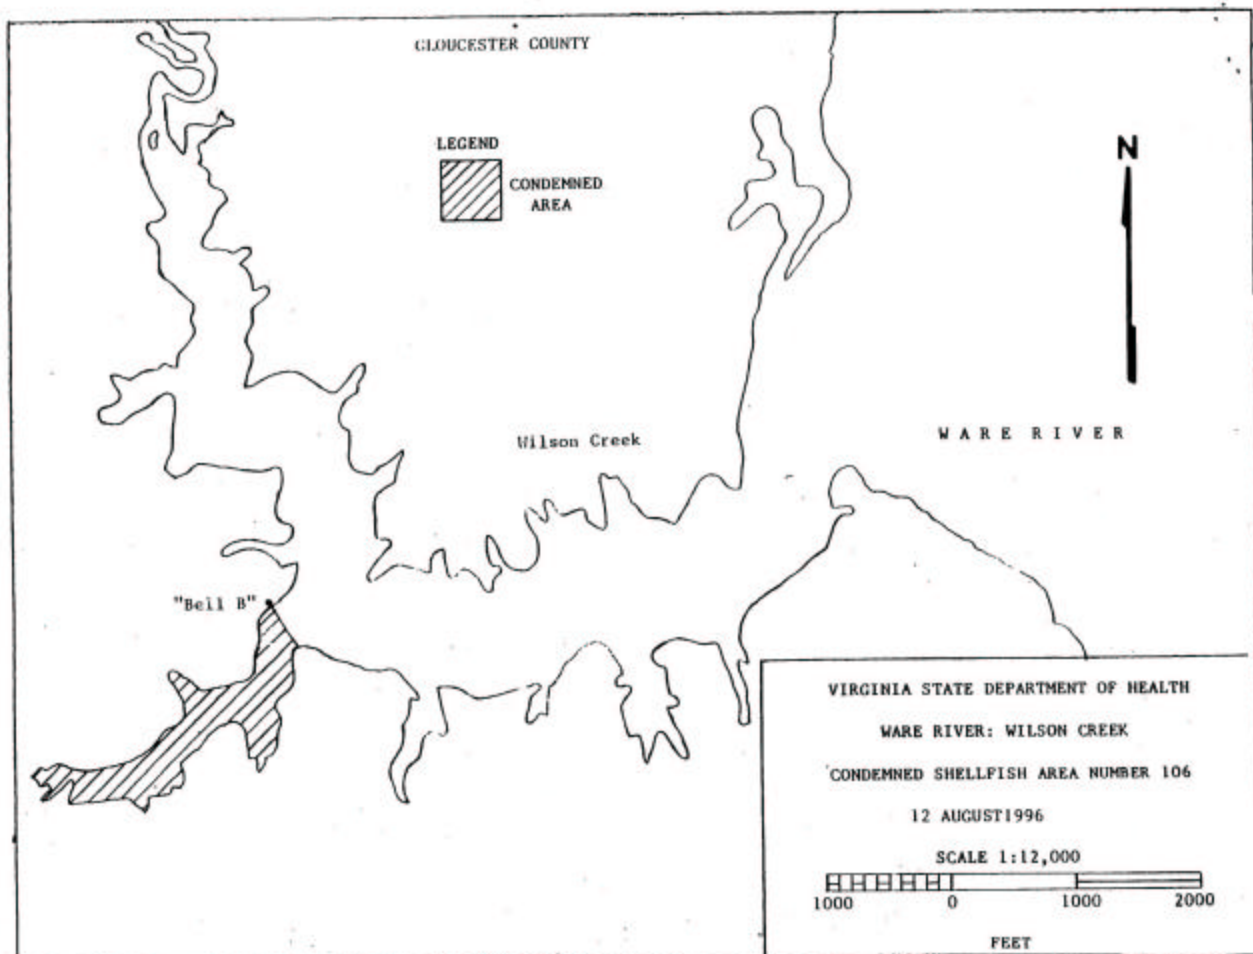 GLOUCESTER COUNTY
LEGEND
CONDEMNED
AREA
N
Wilson Creek
WARE RIVER
"Bell B"
VIRGINIA STATE DEPARTMENT OF HEALTH
WARE RIVER: WILSON CREEK
CONDEMNED SHELLFISH AREA NUMBER 106
12 AUGUST1996
SCALE 1:12,000
1000 0 1000 2000
FEET